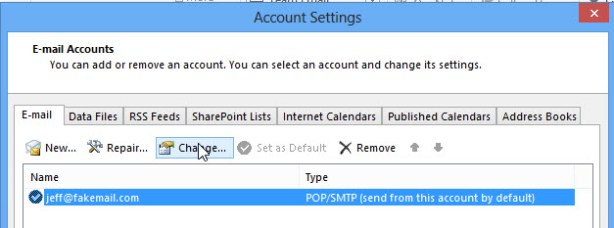 Account Settings
E-mail Accounts
You can add or remove an account. You can select an account and change its settings.
E-mail Data Files RSS Feeds SharePoint Lists Internet Calendars Published Calendars Address Books
New... Repair... Change... Set as Default Remove
Name Type
jeff@fakemail.com POP/SMTP (send from this account by default)